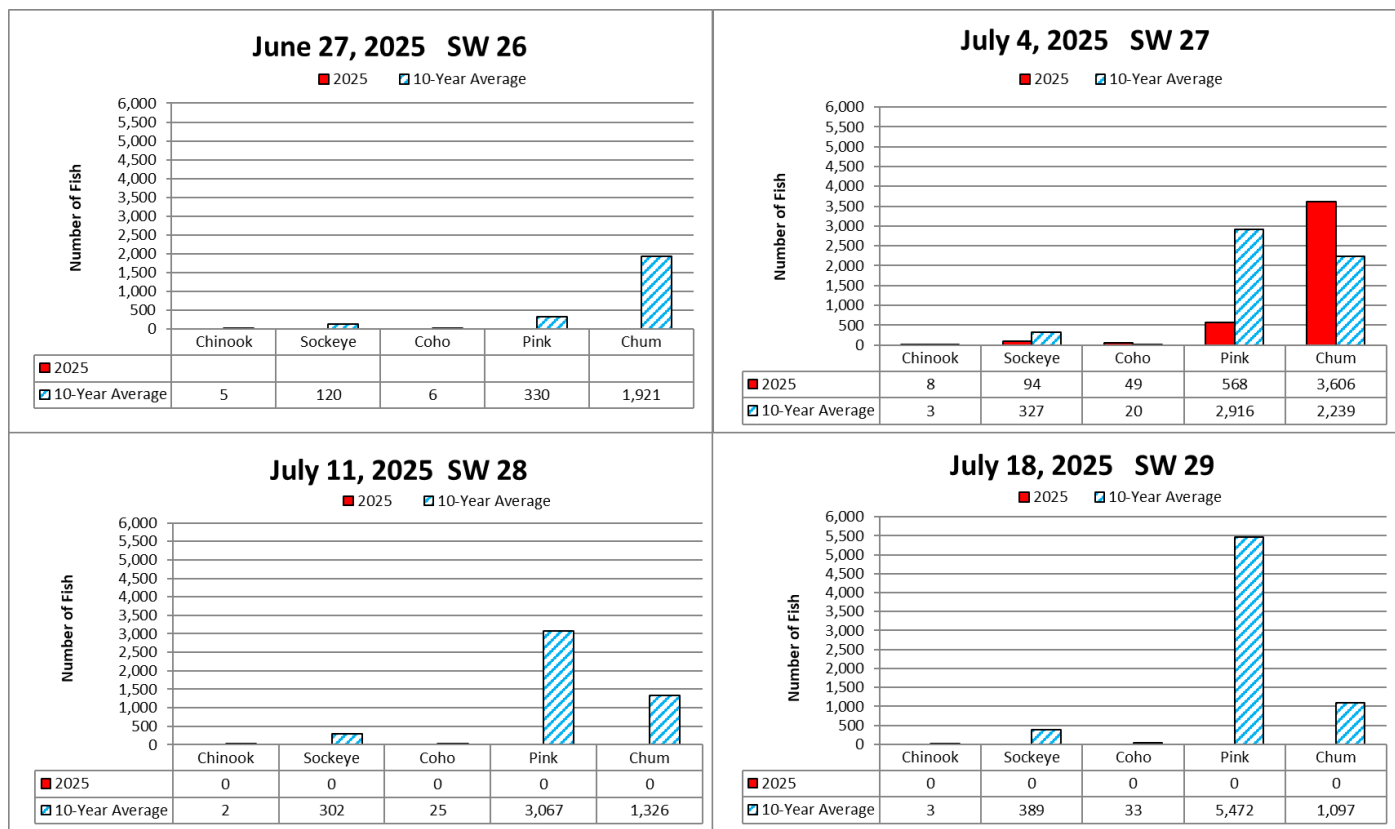 June 27, 2025   SW 26
2025   10-Year Average
Number of Fish
6,000
5,500
5,000
4,500
4,000
3,500
3,000
2,500
2,000
1,500
1,000
500
0
Chinook   Sockeye   Coho   Pink   Chum
2025
10-Year Average   5   120   6   330   1,921
July 4, 2025   SW 27
2025   10-Year Average
Number of Fish
6,000
5,500
5,000
4,500
4,000
3,500
3,000
2,500
2,000
1,500
1,000
500
0
Chinook   Sockeye   Coho   Pink   Chum
2025   8   94   49   568   3,606
10-Year Average   3   327   20   2,916   2,239
July 11, 2025   SW 28
2025   10-Year Average
Number of Fish
6,000
5,500
5,000
4,500
4,000
3,500
3,000
2,500
2,000
1,500
1,000
500
0
Chinook   Sockeye   Coho   Pink   Chum
2025   0   0   0   0   0
10-Year Average   2   302   25   3,067   1,326
July 18, 2025   SW 29
2025   10-Year Average
Number of Fish
6,000
5,500
5,000
4,500
4,000
3,500
3,000
2,500
2,000
1,500
1,000
500
0
Chinook   Sockeye   Coho   Pink   Chum
2025   0   0   0   0   0
10-Year Average   3   389   33   5,472   1,097